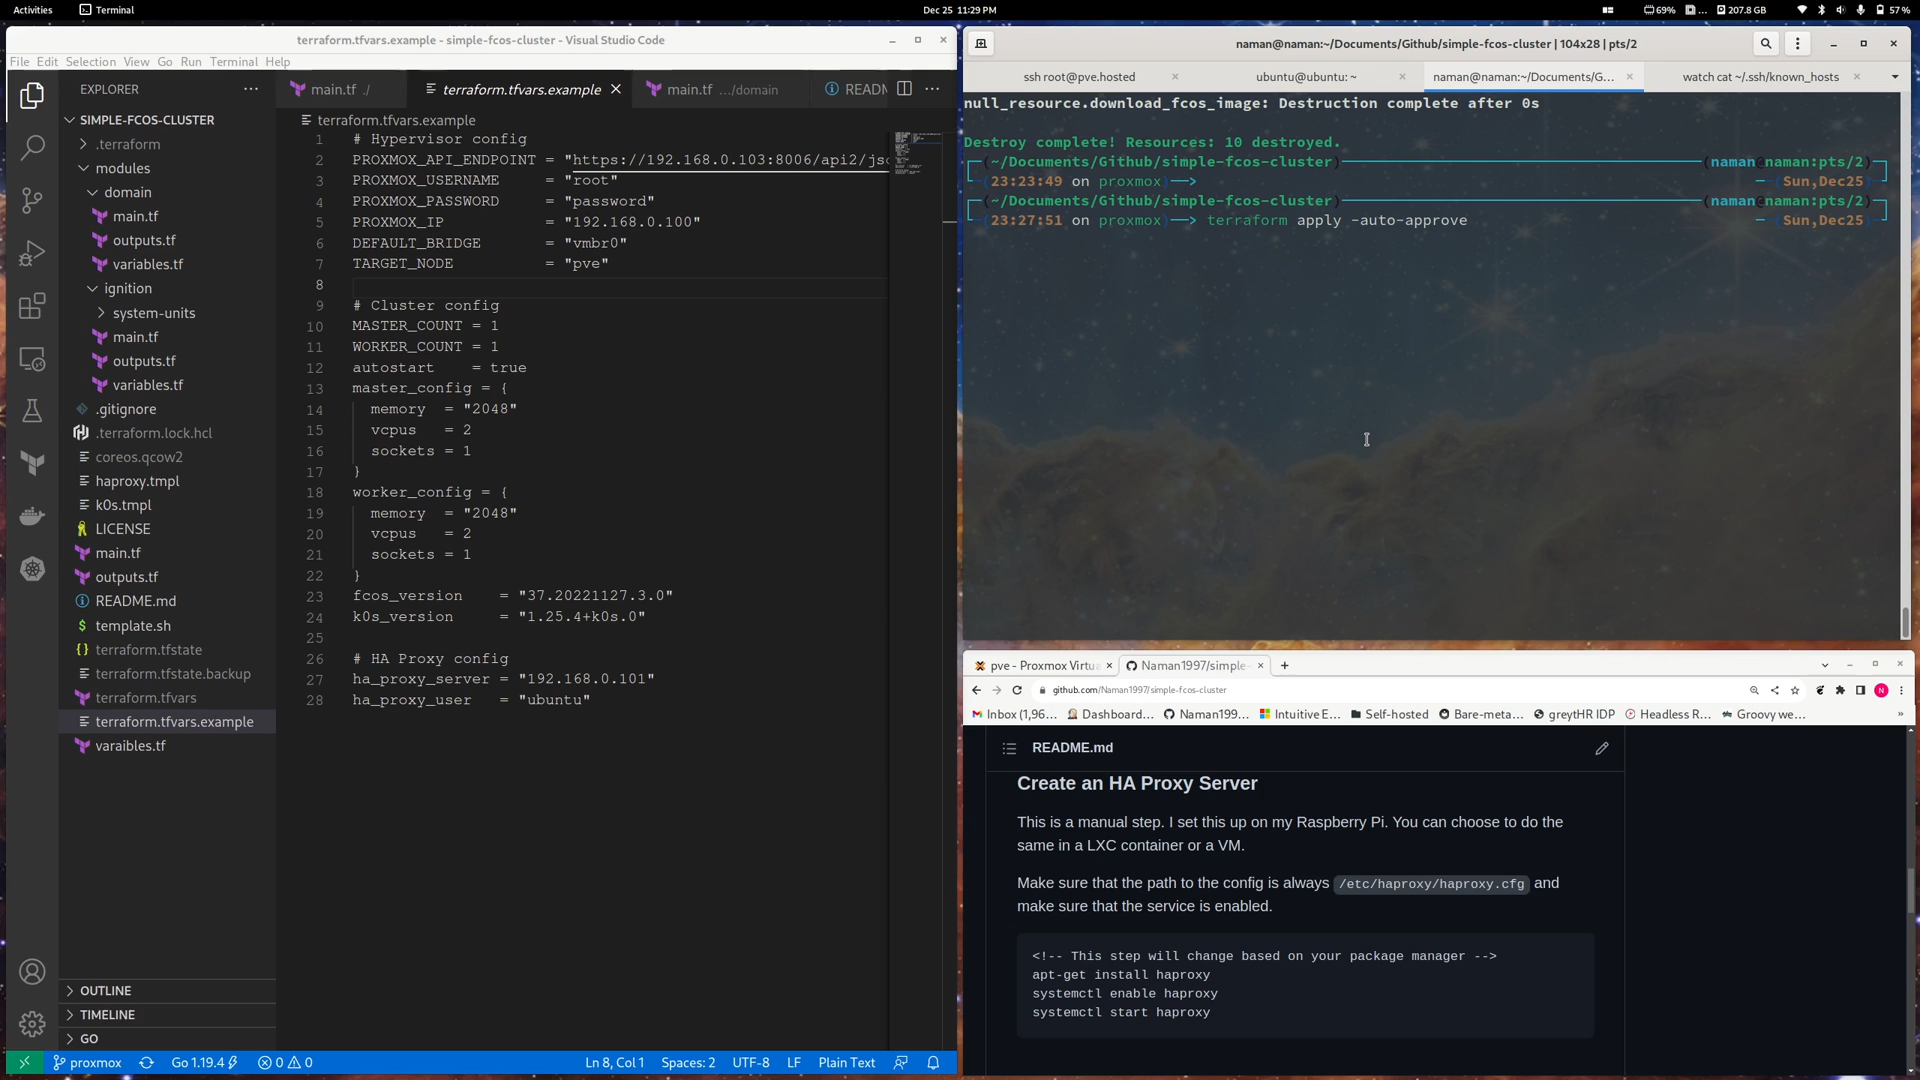 Activities
Terminal
Dec 25 11:29 PM
69%
...
207.8 GB
57 %
terraform.tfvars.example - simple-fcos-cluster - Visual Studio Code
File Edit Selection View Go Run Terminal Help
EXPLORER
SIMPLE-FCOS-CLUSTER
.terraform
modules
domain
main.tf
outputs.tf
variables.tf
ignition
system-units
main.tf
outputs.tf
variables.tf
.gitignore
.terraform.lock.hcl
coreos.qcow2
haproxy.tmpl
k0s.tmpl
LICENSE
main.tf
outputs.tf
README.md
template.sh
terraform.tfstate
terraform.tfstate.backup
terraform.tfvars
terraform.tfvars.example
varaibles.tf
OUTLINE
TIMELINE
GO
main.tf ./
terraform.tfvars.example
main.tf .../domain
READM
terraform.tfvars.example
1 # Hypervisor config
2 PROXMOX_API_ENDPOINT = "https://192.168.0.103:8006/api2/jso
3 PROXMOX_USERNAME = "root"
4 PROXMOX_PASSWORD = "password"
5 PROXMOX_IP = "192.168.0.100"
6 DEFAULT_BRIDGE = "vmbr0"
7 TARGET_NODE = "pve"
8
9 # Cluster config
10 MASTER_COUNT = 1
11 WORKER_COUNT = 1
12 autostart = true
13 master_config = {
14 memory = "2048"
15 vcpus = 2
16 sockets = 1
17 }
18 worker_config = {
19 memory = "2048"
20 vcpus = 2
21 sockets = 1
22 }
23 fcos_version = "37.20221127.3.0"
24 k0s_version = "1.25.4+k0s.0"
25
26 # HA Proxy config
27 ha_proxy_server = "192.168.0.101"
28 ha_proxy_user = "ubuntu"
proxmox
Go 1.19.4
0 0
Ln 8, Col 1
Spaces: 2
UTF-8
LF
Plain Text
naman@naman:~/Documents/Github/simple-fcos-cluster | 104x28 | pts/2
ssh root@pve.hosted
ubuntu@ubuntu: ~
naman@naman:~/Documents/G...
watch cat ~/.ssh/known_hosts
null_resource.download_fcos_image: Destruction complete after 0s
Destroy complete! Resources: 10 destroyed.
(~/Documents/Github/simple-fcos-cluster) (naman@naman:pts/2)
(23:23:49 on proxmox)──> (Sun,Dec25)
(~/Documents/Github/simple-fcos-cluster) (naman@naman:pts/2)
(23:27:51 on proxmox)──> terraform apply -auto-approve (Sun,Dec25)
pve - Proxmox Virtua
Naman1997/simple-
github.com/Naman1997/simple-fcos-cluster
N
Inbox (1,96...
Dashboard...
Naman199...
Intuitive E...
Self-hosted
Bare-meta...
greytHR IDP
Headless R...
Groovy we...
»
README.md
Create an HA Proxy Server
This is a manual step. I set this up on my Raspberry Pi. You can choose to do the
same in a LXC container or a VM.
Make sure that the path to the config is always /etc/haproxy/haproxy.cfg and
make sure that the service is enabled.
<!-- This step will change based on your package manager -->
apt-get install haproxy
systemctl enable haproxy
systemctl start haproxy